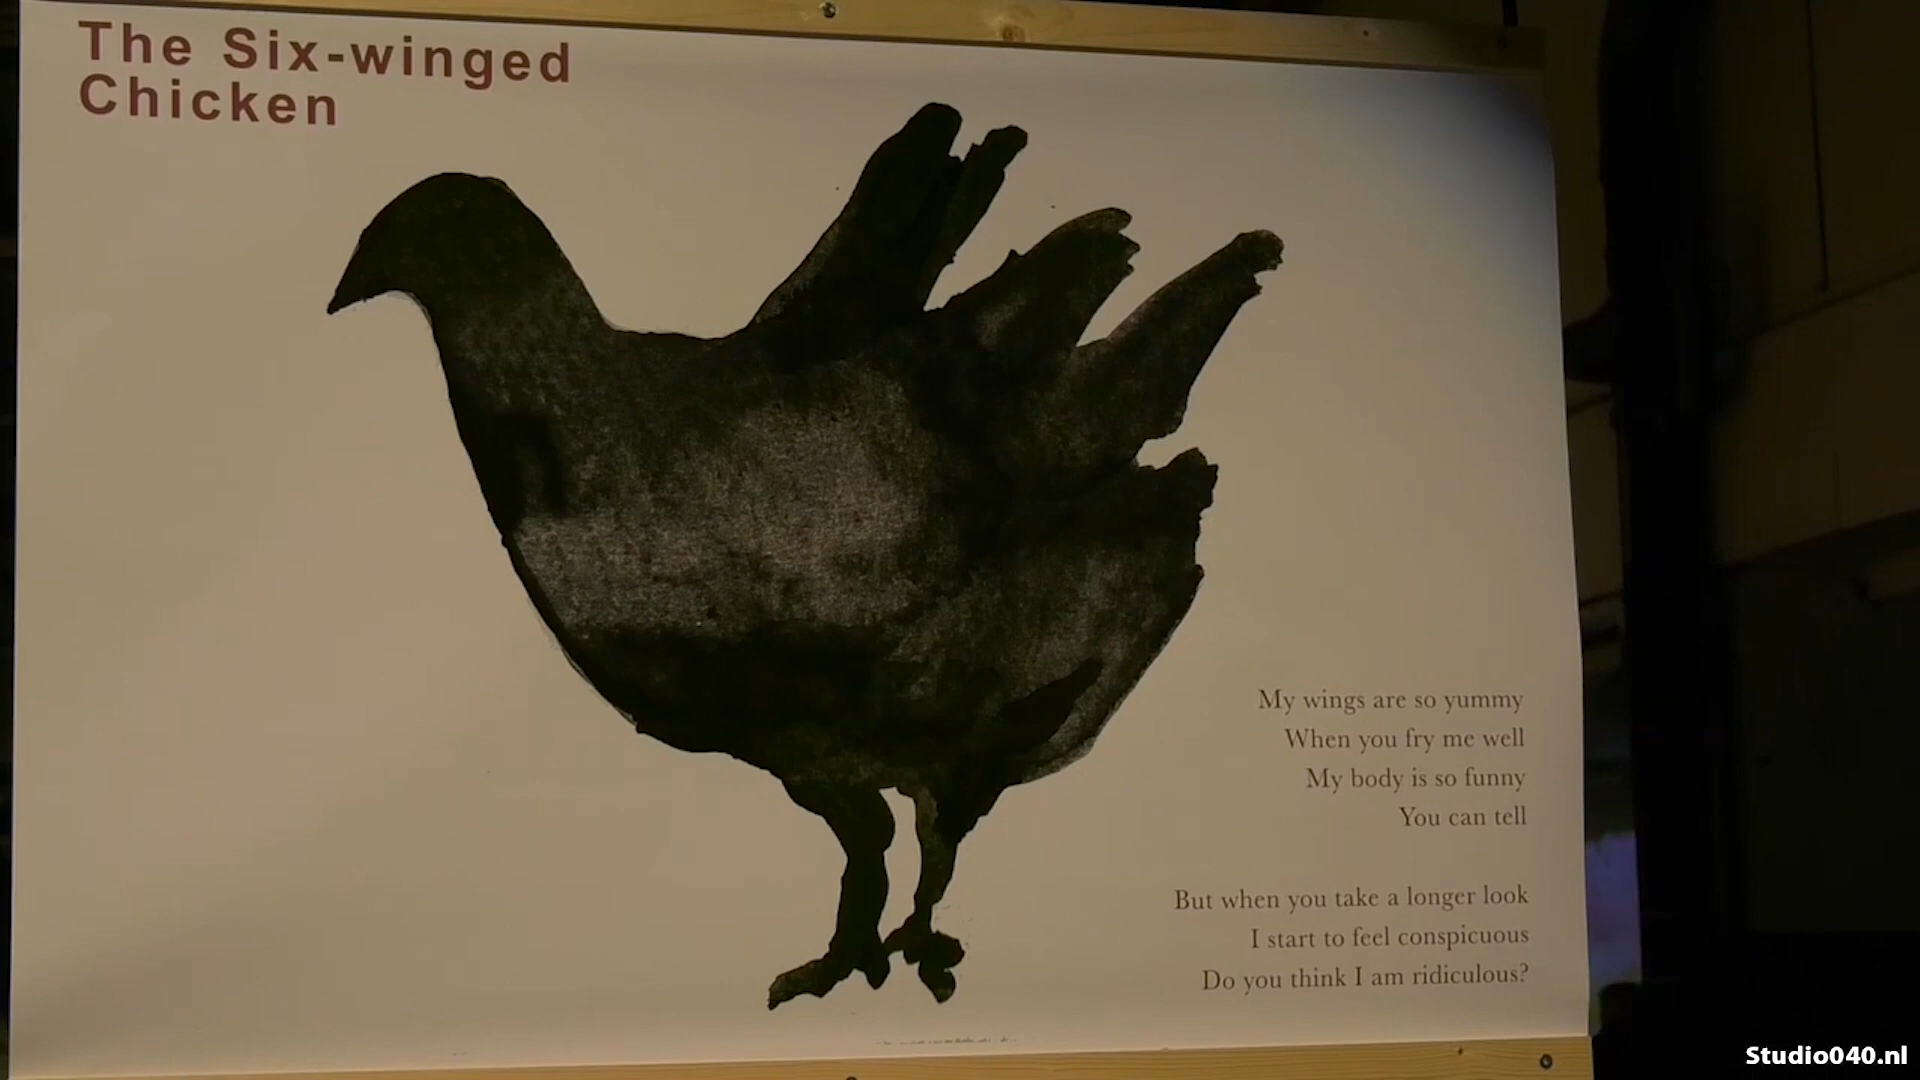 The Six-winged
Chicken
My wings are so yummy
When you fry me well
My body is so funny
You can tell
But when you take a longer look
I start to feel conspicuous
Do you think I am ridiculous?
Studio040.nl